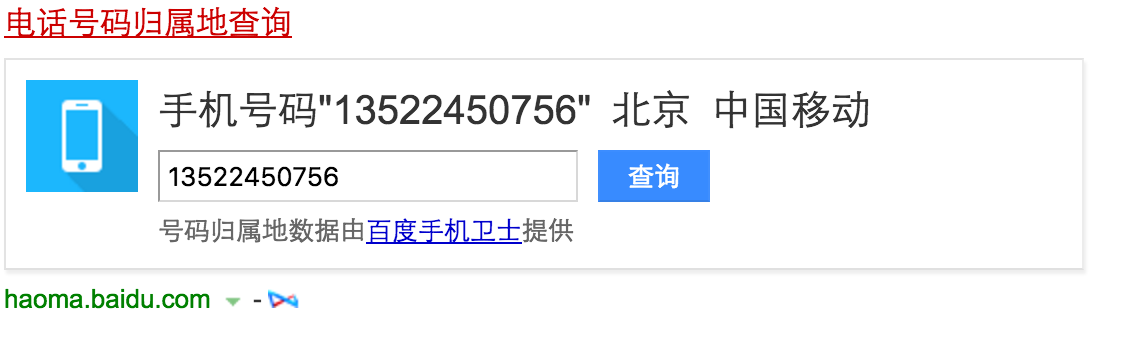 电话号码归属地查询
手机号码"13522450756" 北京 中国移动
13522450756 查询
号码归属地数据由百度手机卫士提供
haoma.baidu.com -